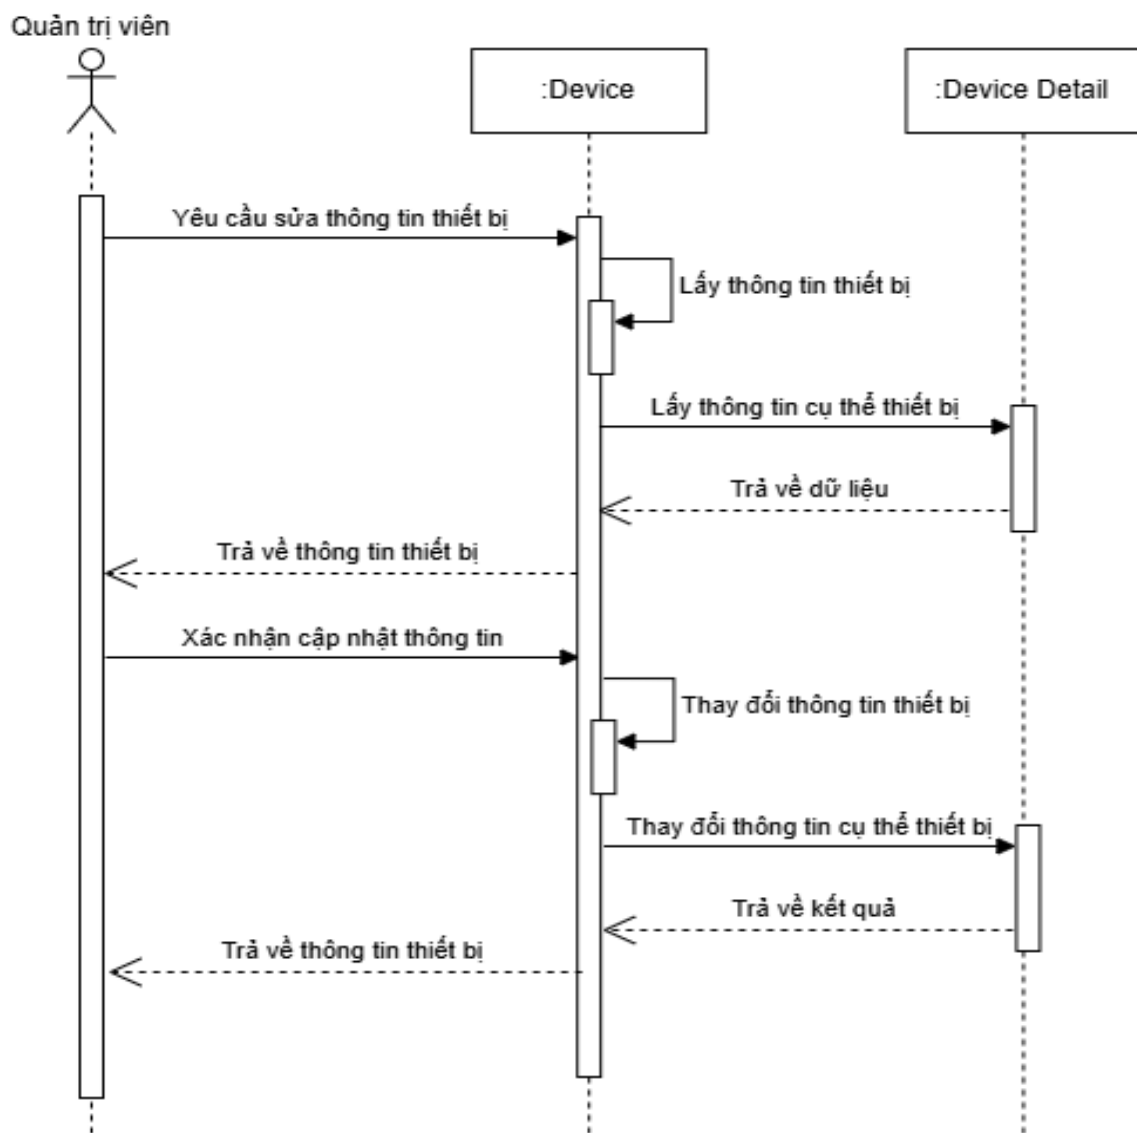 Quản trị viên
:Device
:Device Detail
Yêu cầu sửa thông tin thiết bị
Lấy thông tin thiết bị
Lấy thông tin cụ thể thiết bị
Trả về dữ liệu
Trả về thông tin thiết bị
Xác nhận cập nhật thông tin
Thay đổi thông tin thiết bị
Thay đổi thông tin cụ thể thiết bị
Trả về kết quả
Trả về thông tin thiết bị